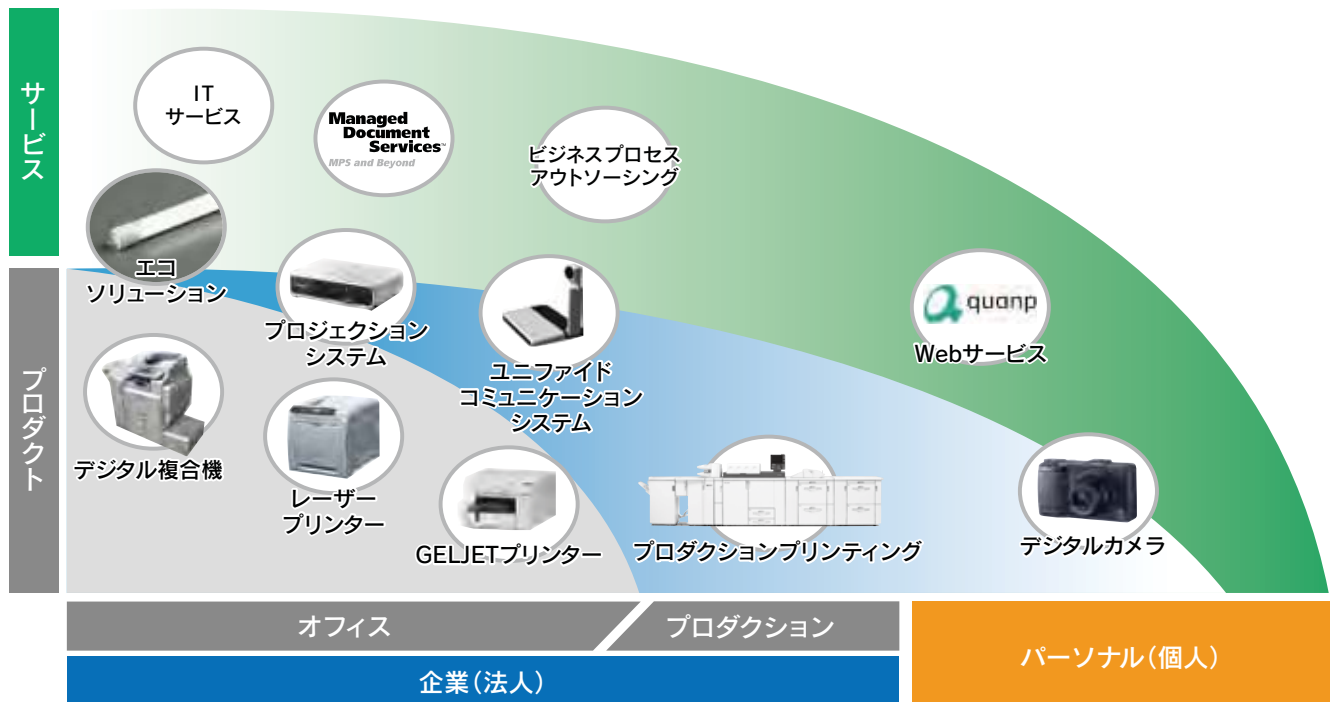 サービス
IT
サービス
Managed
Document
Services™
MPS and Beyond
ビジネスプロセス
アウトソーシング
エコ
ソリューション
プロジェクション
システム
ユニファイド
コミュニケーション
システム
quanp
Webサービス
プロダクト
デジタル複合機
レーザー
プリンター
GELJETプリンター
プロダクションプリンティング
デジタルカメラ
オフィス
プロダクション
企業(法人)
パーソナル(個人)